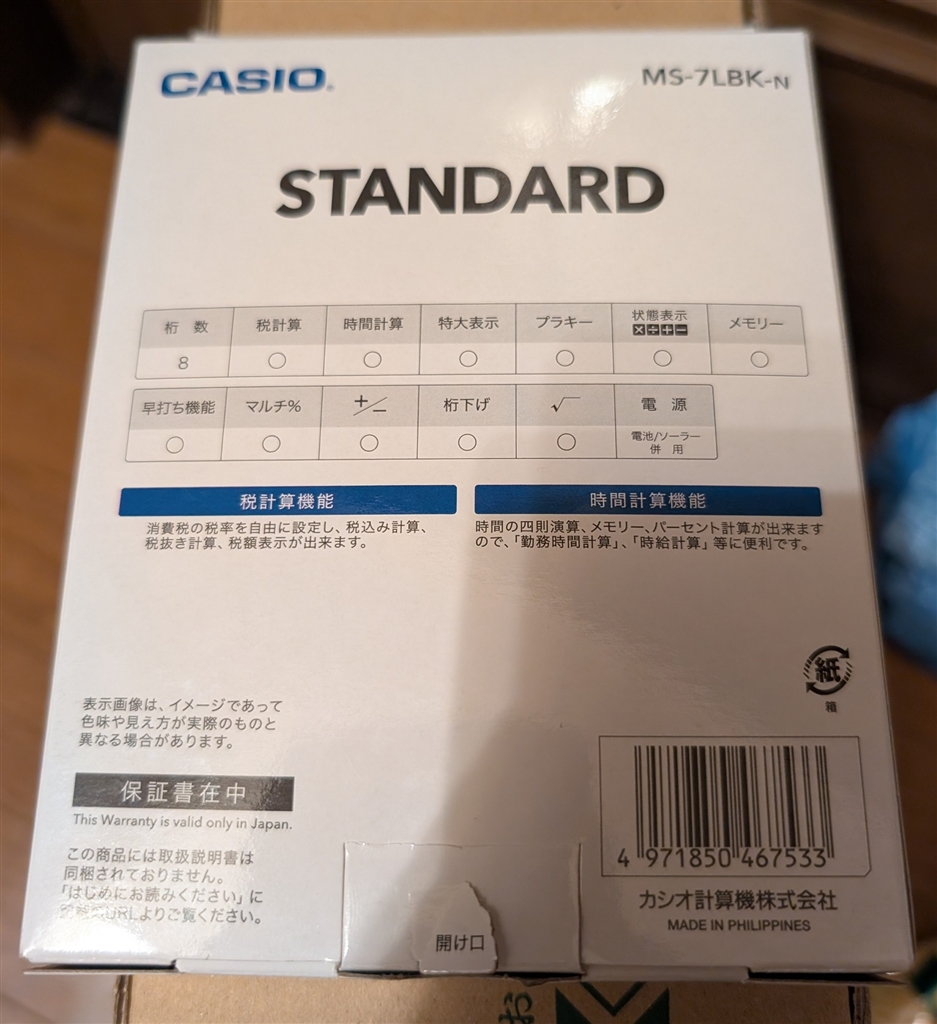 CASIO.
MS-7LBK-N
STANDARD
桁 数 税計算 時間計算 特大表示 プラキー 状態表示 メモリー
×÷+−
8 ○ ○ ○ ○ ○ ○
早打ち機能 マルチ% +/− 桁下げ √ 電 源
○ ○ ○ ○ ○ 電池/ソーラー
併 用
税計算機能
消費税の税率を自由に設定し、税込み計算、
税抜き計算、税額表示が出来ます。
時間計算機能
時間の四則演算、メモリー、パーセント計算が出来ます
ので、「勤務時間計算」、「時給計算」等に便利です。
紙
箱
表示画像は、イメージであって
色味や見え方が実際のものと
異なる場合があります。
保証書在中
This Warranty is valid only in Japan.
この商品には取扱説明書は
同梱されておりません。
「はじめにお読みください」に
URLよりご覧ください。
開け口
4 971850 467533
カシオ計算機株式会社
MADE IN PHILIPPINES
お